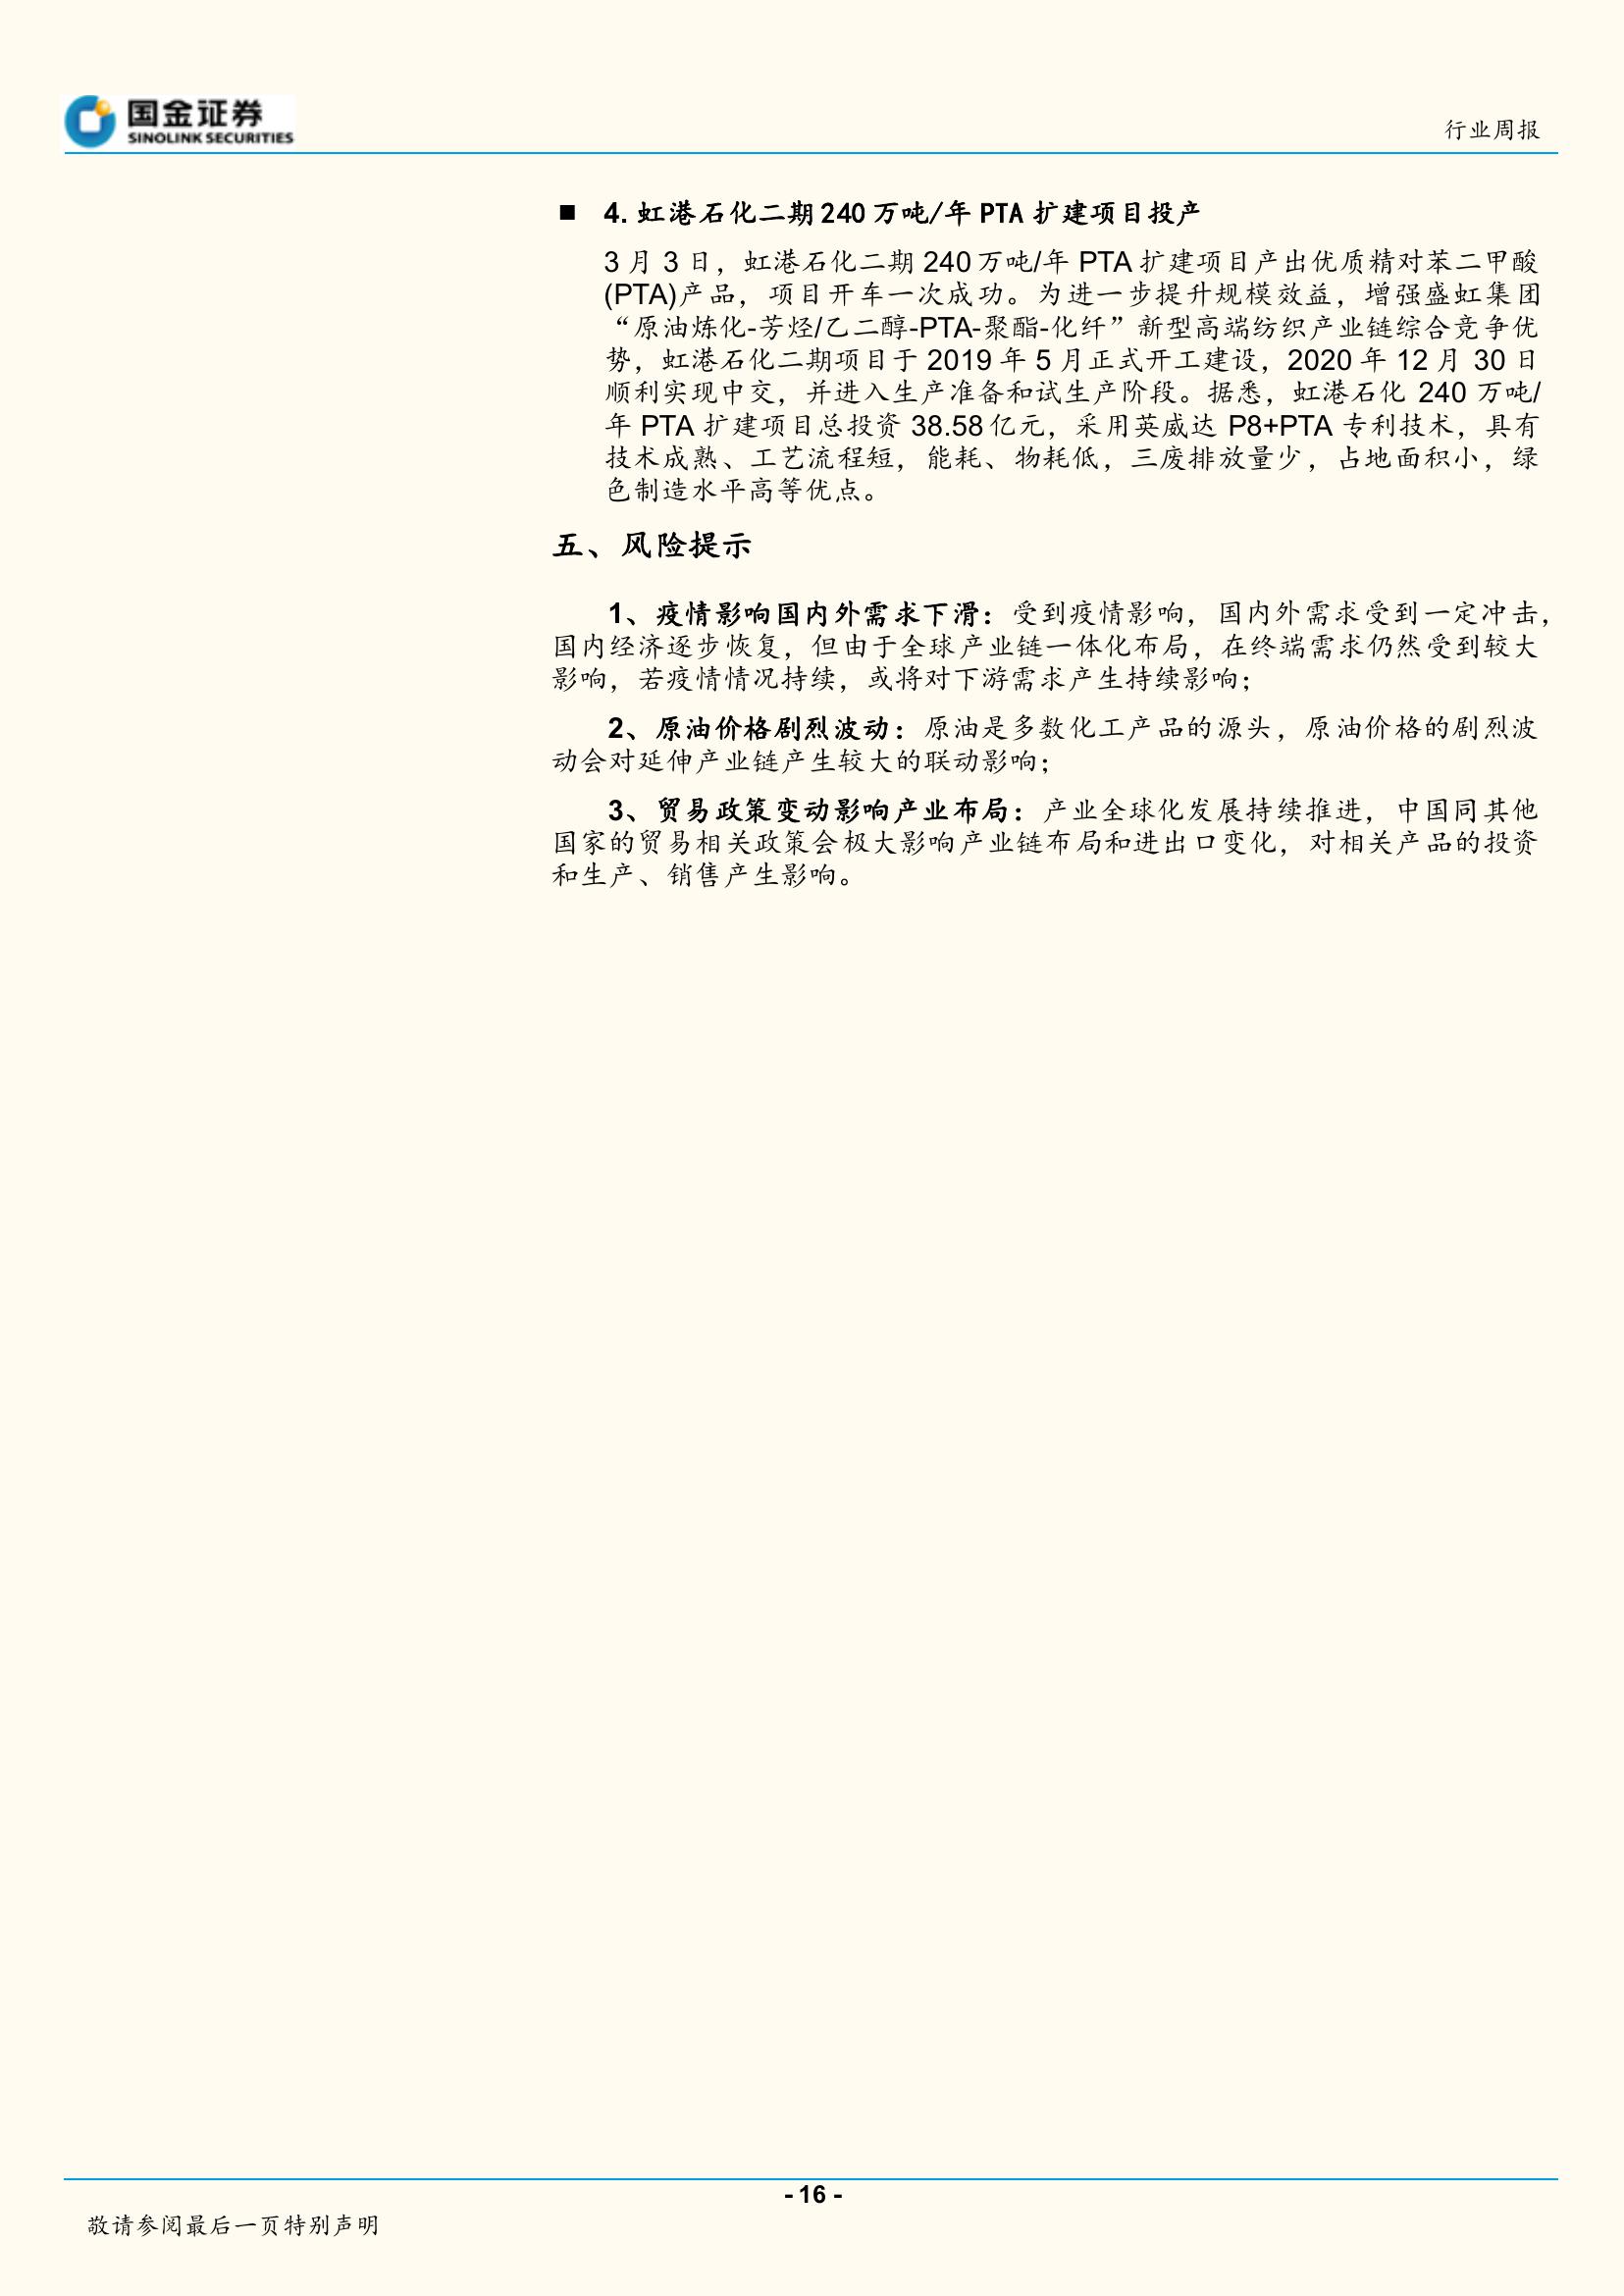 国金证券
SINOLINK SECURITIES
行业周报
■ 4.虹港石化二期240万吨/年 PTA 扩建项目投产
3 月 3 日，虹港石化二期 240 万吨/年 PTA 扩建项目产出优质精对苯二甲酸
(PTA)产品，项目开车一次成功。为进一步提升规模效益，增强盛虹集团
“原油炼化-芳烃/乙二醇-PTA-聚酯-化纤”新型高端纺织产业链综合竞争优
势，虹港石化二期项目于 2019 年 5 月正式开工建设，2020 年 12 月 30 日
顺利实现中交，并进入生产准备和试生产阶段。据悉，虹港石化 240 万吨/
年 PTA 扩建项目总投资 38.58 亿元，采用英威达 P8+PTA 专利技术，具有
技术成熟、工艺流程短，能耗、物耗低，三废排放量少，占地面积小，绿
色制造水平高等优点。
五、风险提示
1、疫情影响国内外需求下滑：受到疫情影响，国内外需求受到一定冲击，
国内经济逐步恢复，但由于全球产业链一体化布局，在终端需求仍然受到较大
影响，若疫情情况持续，或将对下游需求产生持续影响；
2、原油价格剧烈波动：原油是多数化工产品的源头，原油价格的剧烈波
动会对延伸产业链产生较大的联动影响；
3、贸易政策变动影响产业布局：产业全球化发展持续推进，中国同其他
国家的贸易相关政策会极大影响产业链布局和进出口变化，对相关产品的投资
和生产、销售产生影响。
- 16 -
敬请参阅最后一页特别声明